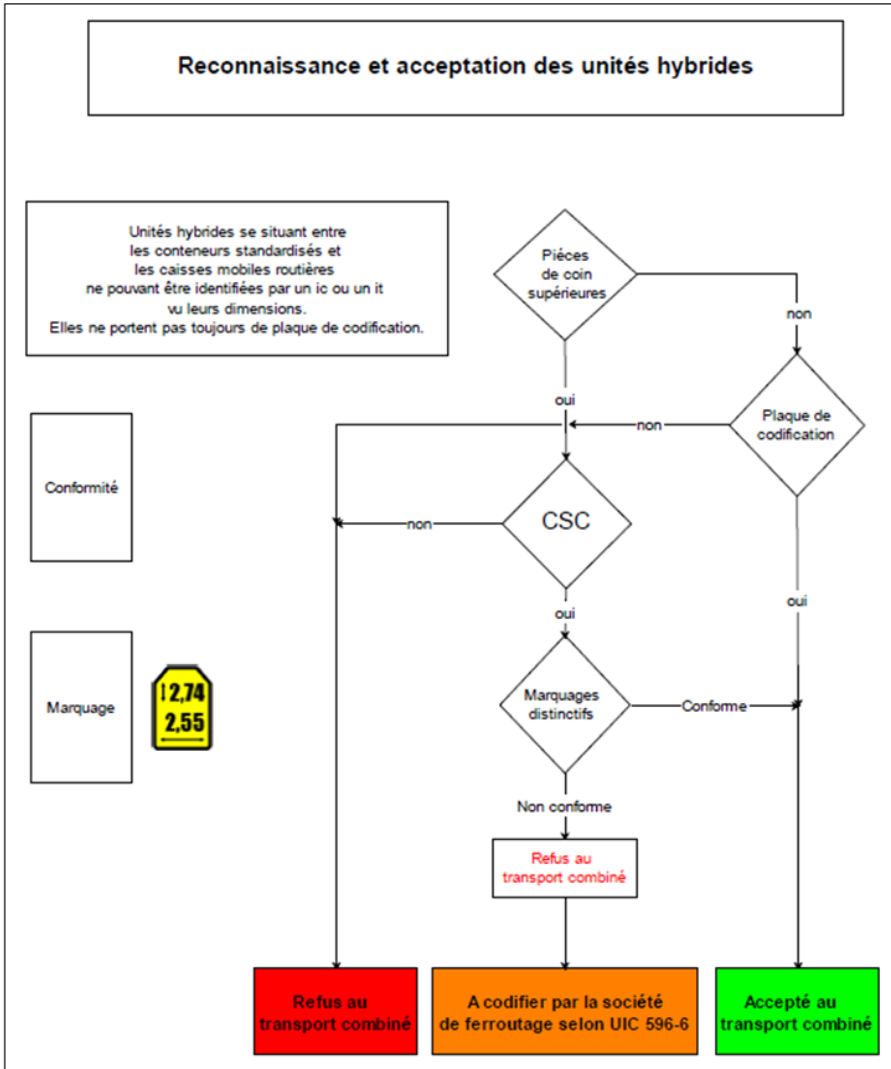 Reconnaissance et acceptation des unités hybrides
Unités hybrides se situant entre
les conteneurs standardisés et
les caisses mobiles routières
ne pouvant être identifiées par un ic ou un it
vu leurs dimensions.
Elles ne portent pas toujours de plaque de codification.
Piéces
de coin
supérieures
non
oui
Plaque de
codification
non
Conformité
CSC
non
oui
oui
Marquage
2,74
2,55
Marquages
distinctifs
Conforme
Non conforme
Refus au
transport combiné
Refus au
transport combiné
A codifier par la société
de ferroutage selon UIC 596-6
Accepté au
transport combiné